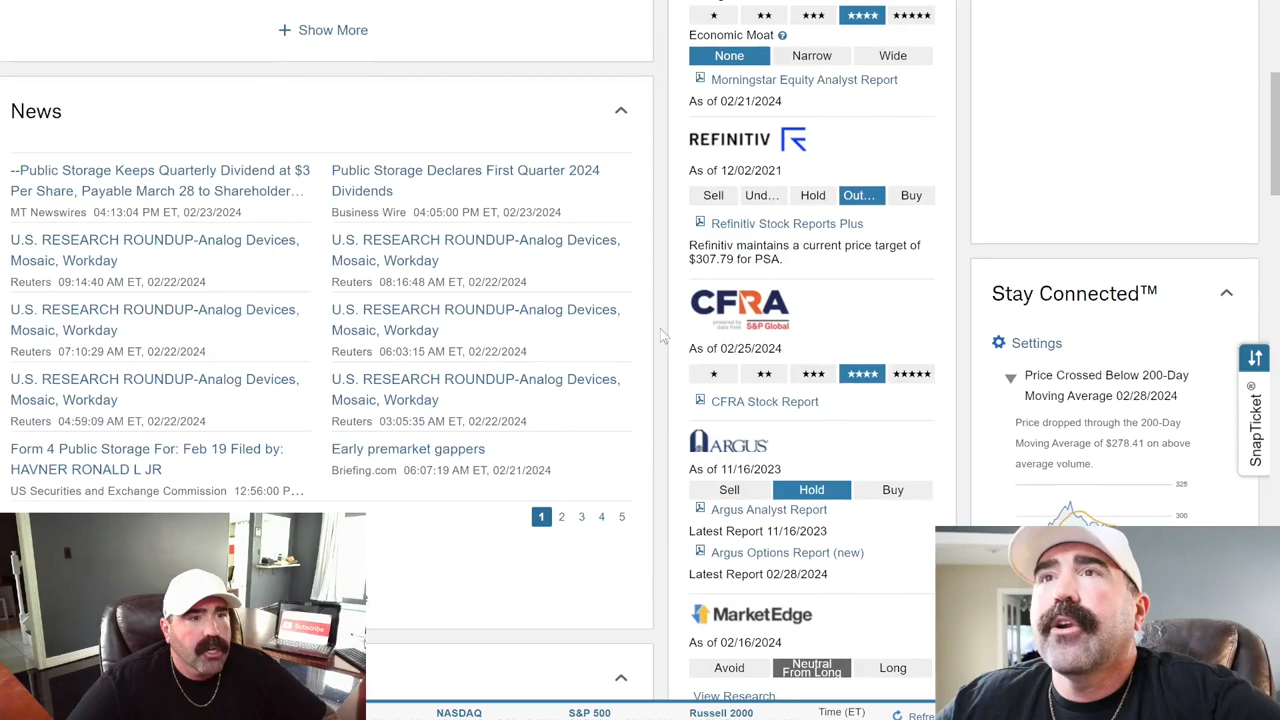 + Show More
News
--Public Storage Keeps Quarterly Dividend at $3
Per Share, Payable March 28 to Shareholder…
MT Newswires 04:13:04 PM ET, 02/23/2024
Public Storage Declares First Quarter 2024
Dividends
Business Wire 04:05:00 PM ET, 02/23/2024
U.S. RESEARCH ROUNDUP-Analog Devices,
Mosaic, Workday
Reuters 09:14:40 AM ET, 02/22/2024
U.S. RESEARCH ROUNDUP-Analog Devices,
Mosaic, Workday
Reuters 08:16:48 AM ET, 02/22/2024
U.S. RESEARCH ROUNDUP-Analog Devices,
Mosaic, Workday
Reuters 07:10:29 AM ET, 02/22/2024
U.S. RESEARCH ROUNDUP-Analog Devices,
Mosaic, Workday
Reuters 06:03:15 AM ET, 02/22/2024
U.S. RESEARCH ROUNDUP-Analog Devices,
Mosaic, Workday
Reuters 04:59:09 AM ET, 02/22/2024
U.S. RESEARCH ROUNDUP-Analog Devices,
Mosaic, Workday
Reuters 03:05:35 AM ET, 02/22/2024
Form 4 Public Storage For: Feb 19 Filed by:
HAVNER RONALD L JR
US Securities and Exchange Commission 12:56:00 P…
Early premarket gappers
Briefing.com 06:07:19 AM ET, 02/21/2024
1 2 3 4 5
★ ★★ ★★★ ★★★★ ★★★★★
Economic Moat ?
None Narrow Wide
Morningstar Equity Analyst Report
As of 02/21/2024
REFINITIV
As of 12/02/2021
Sell Und… Hold Out… Buy
Refinitiv Stock Reports Plus
Refinitiv maintains a current price target of
$307.79 for PSA.
CFRA
powered by
data from S&P Global
As of 02/25/2024
★ ★★ ★★★ ★★★★ ★★★★★
CFRA Stock Report
ARGUS
As of 11/16/2023
Sell Hold Buy
Argus Analyst Report
Latest Report 11/16/2023
Argus Options Report (new)
Latest Report 02/28/2024
MarketEdge
As of 02/16/2024
Avoid Neutral From Long Long
View Research
Stay Connected™
Settings
Price Crossed Below 200-Day
Moving Average 02/28/2024
Price dropped through the 200-Day
Moving Average of $278.41 on above
average volume.
325
300
SnapTicket®
Subscribe
NASDAQ S&P 500 Russell 2000 Time (ET) Refre